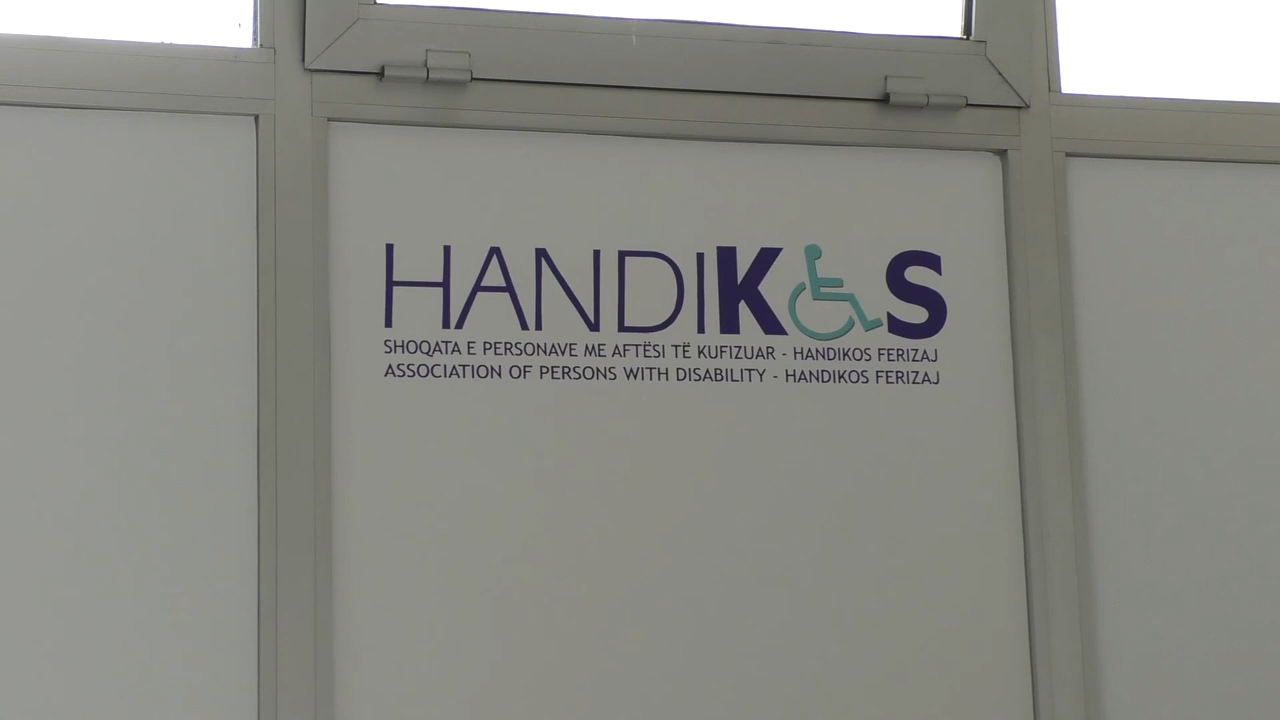 HANDIKOS
SHOQATA E PERSONAVE ME AFTËSI TË KUFIZUAR - HANDIKOS FERIZAJ
ASSOCIATION OF PERSONS WITH DISABILITY - HANDIKOS FERIZAJ